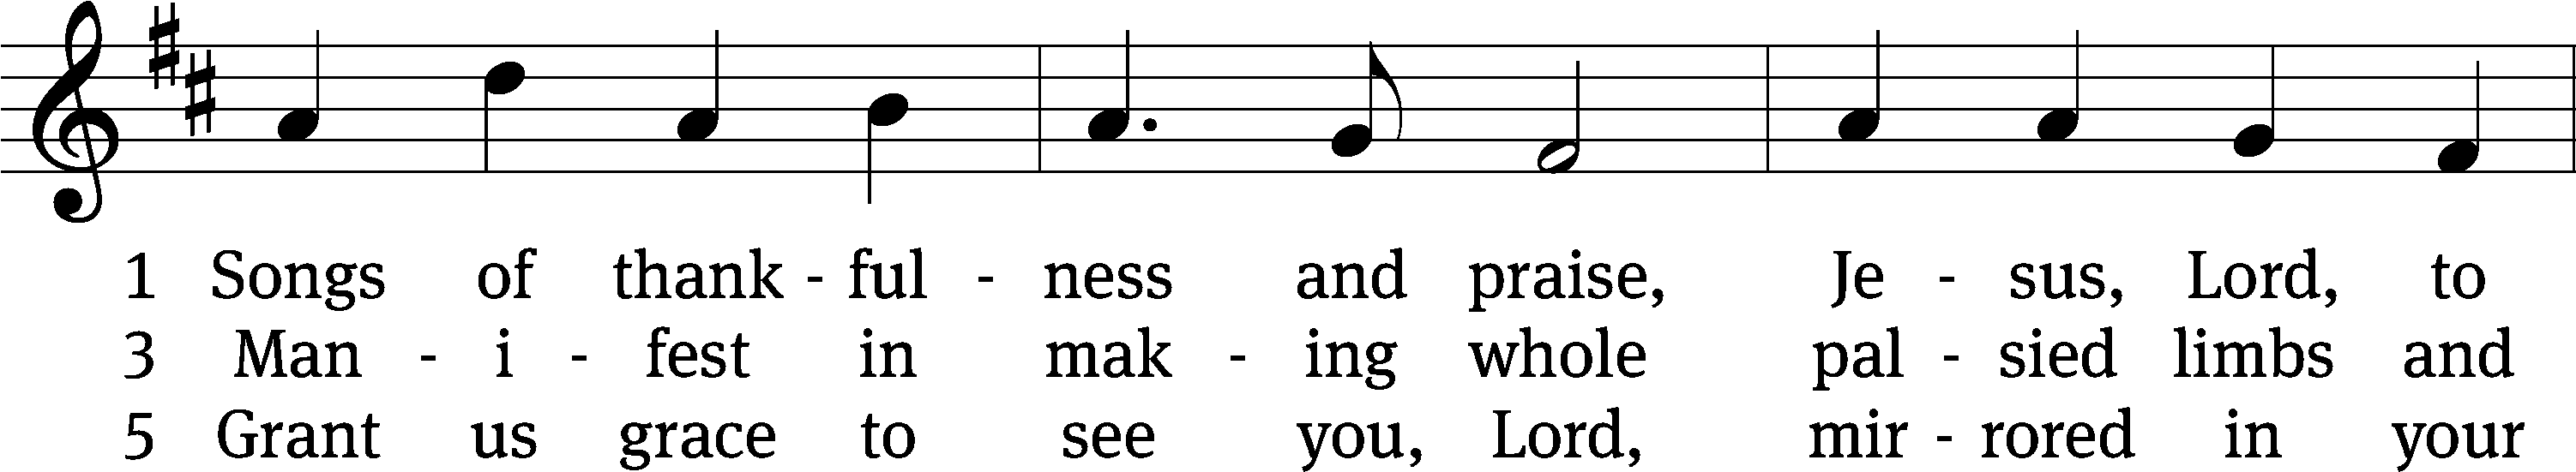 1 Songs of thank - ful - ness and praise, Je - sus, Lord, to
3 Man - i - fest in mak - ing whole pal - sied limbs and
5 Grant us grace to see you, Lord, mir - rored in your